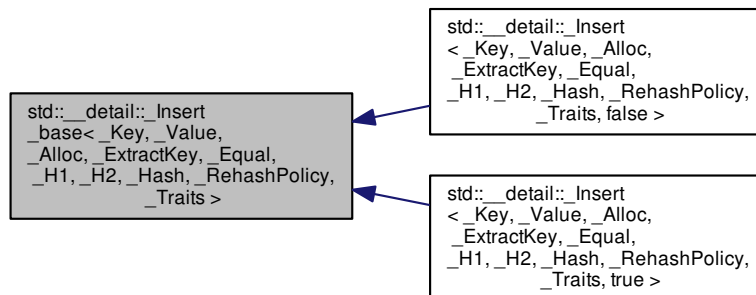 std::__detail::_Insert
_base< _Key, _Value,
_Alloc, _ExtractKey, _Equal,
_H1, _H2, _Hash, _RehashPolicy,
_Traits >
std::__detail::_Insert
< _Key, _Value, _Alloc,
_ExtractKey, _Equal,
_H1, _H2, _Hash, _RehashPolicy,
_Traits, false >
std::__detail::_Insert
< _Key, _Value, _Alloc,
_ExtractKey, _Equal,
_H1, _H2, _Hash, _RehashPolicy,
_Traits, true >